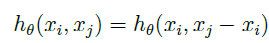 h_θ(x_i, x_j) = h_θ(x_i, x_j − x_i)